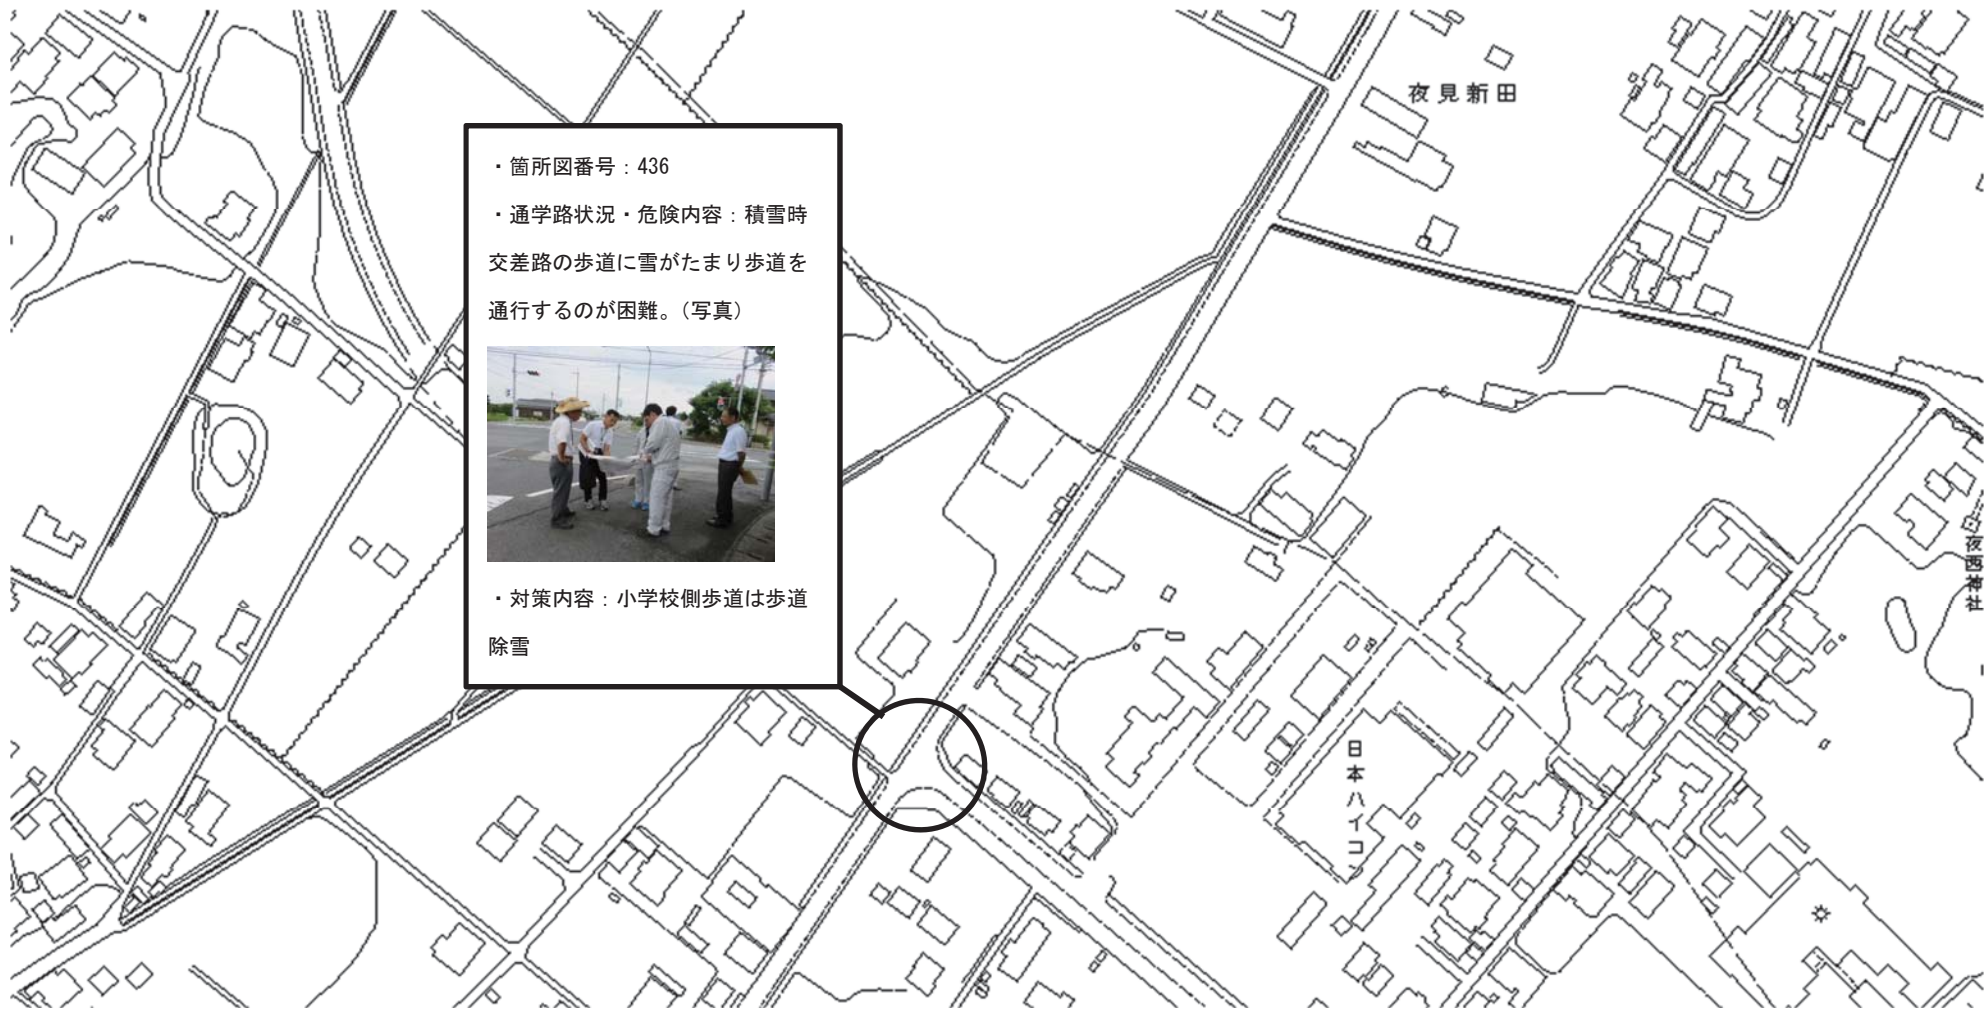 夜見新田
・箇所図番号：436
・通学路状況・危険内容：積雪時
交差路の歩道に雪がたまり歩道を
通行するのが困難。（写真）
・対策内容：小学校側歩道は歩道
除雪
日本ハイコン
夜西神社